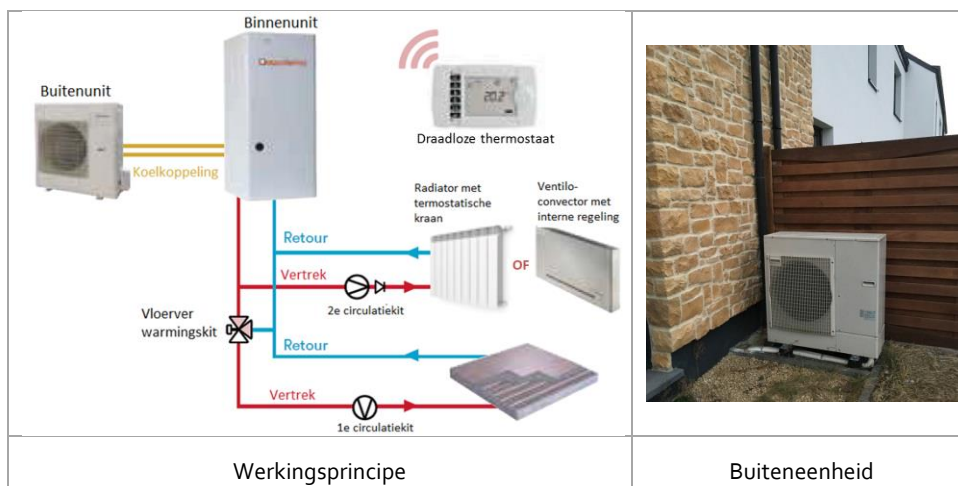 Binnenunit
Buitenunit
Koelkoppeling
20.2°
Draadloze thermostaat
Radiator met
termostatische
kraan
Ventilo-
convector met
interne regeling
Retour
OF
Vertrek
2e circulatiekit
Vloerver
warmingskit
Retour
Vertrek
1e circulatiekit
Werkingsprincipe
Buiteneenheid